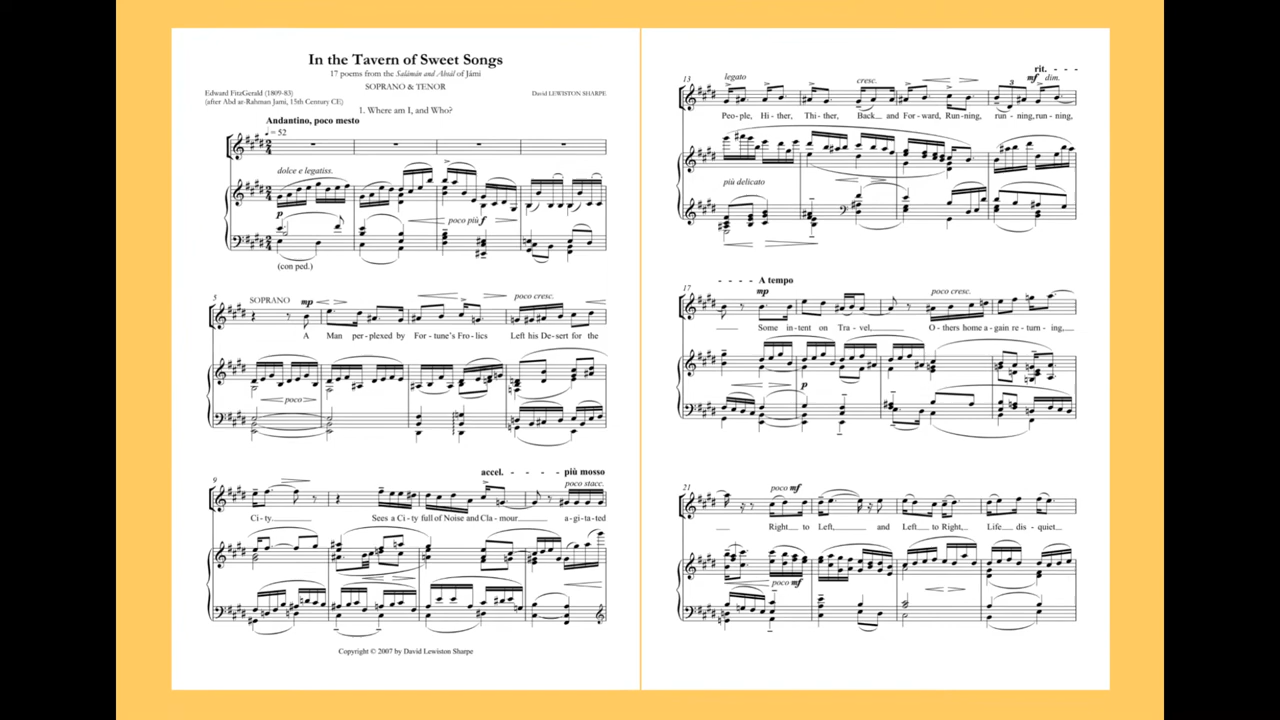 In the Tavern of Sweet Songs
17 poems from the Salámán and Absál of Jámi
SOPRANO & TENOR
Edward FitzGerald (1809-83)
(after Abd ar-Rahman Jami, 15th Century CE)
David LEWISTON SHARPE
1. Where am I, and Who?
Andantino, poco mesto
= 52
dolce e legatiss.
p
poco più f
(con ped.)
5
SOPRANO
mp
poco cresc.
A Man per-plexed by For-tune's Fro-lics Left his De-sert for the
poco
accel. - - - - più mosso
9
poco stacc.
Ci-ty. Sees a Ci-ty full of Noise and Cla-mour a-gi-tated
Copyright © 2007 by David Lewiston Sharpe
rit. - - -
13
legato
cresc.
mf dim.
3
Peo-ple, Hi-ther, Thi-ther, Back and For-ward, Run-ning, run-ning, run-ning,
più delicato
- - - - A tempo
17
mp
poco cresc.
Some in-tent on Tra-vel, O-thers home a-gain re-turn-ing,
p
21
poco mf
Right to Left, and Left to Right, Life dis-quiet
poco mf